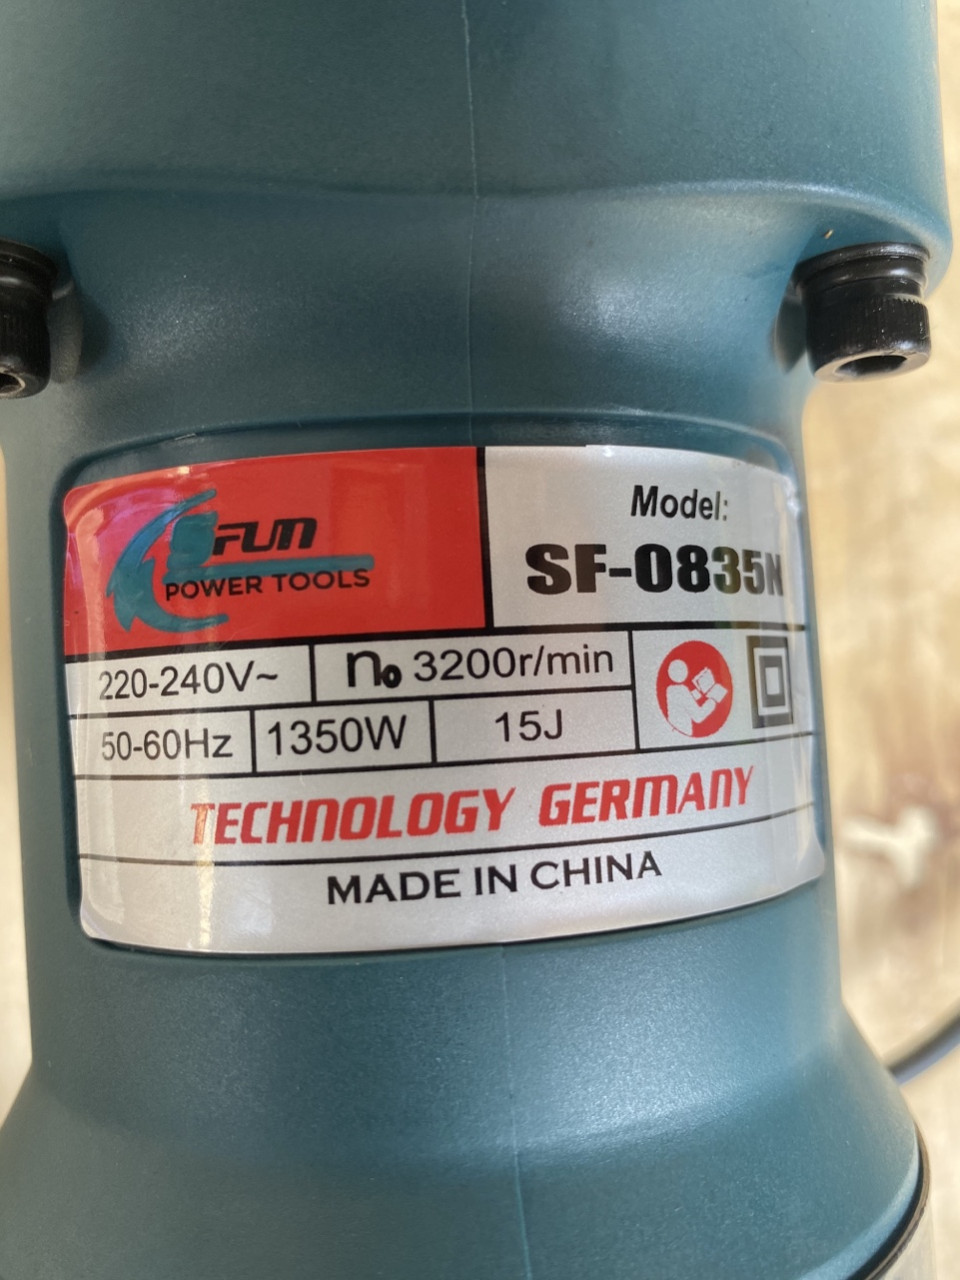 FUN
POWER TOOLS
Model:
SF-0835N
220-240V~
n₀ 3200r/min
50-60Hz
1350W
15J
TECHNOLOGY GERMANY
MADE IN CHINA